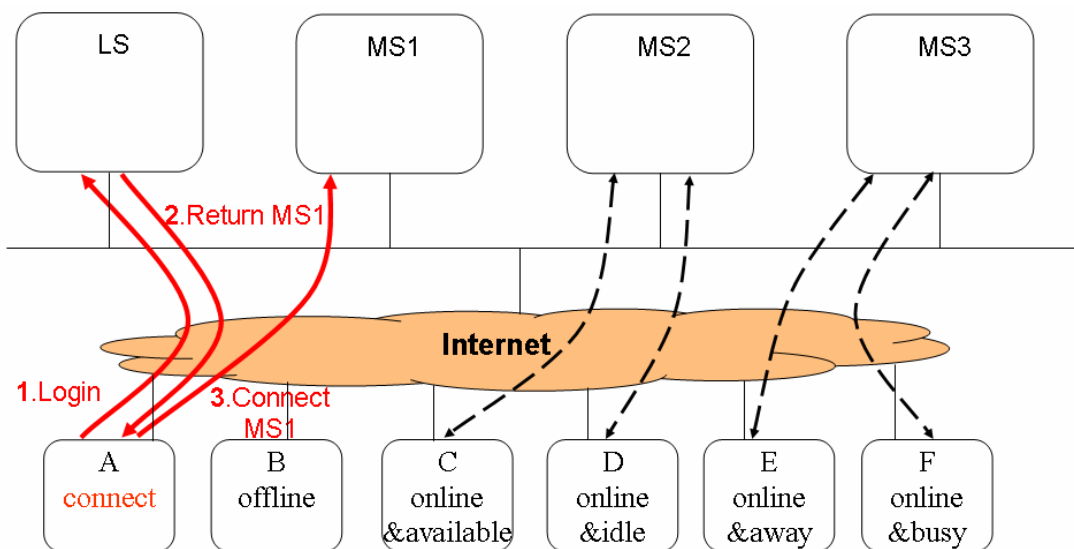 LS
MS1
MS2
MS3
2.Return MS1
Internet
1.Login
3.Connect
MS1
A
connect
B
offline
C
online
&available
D
online
&idle
E
online
&away
F
online
&busy